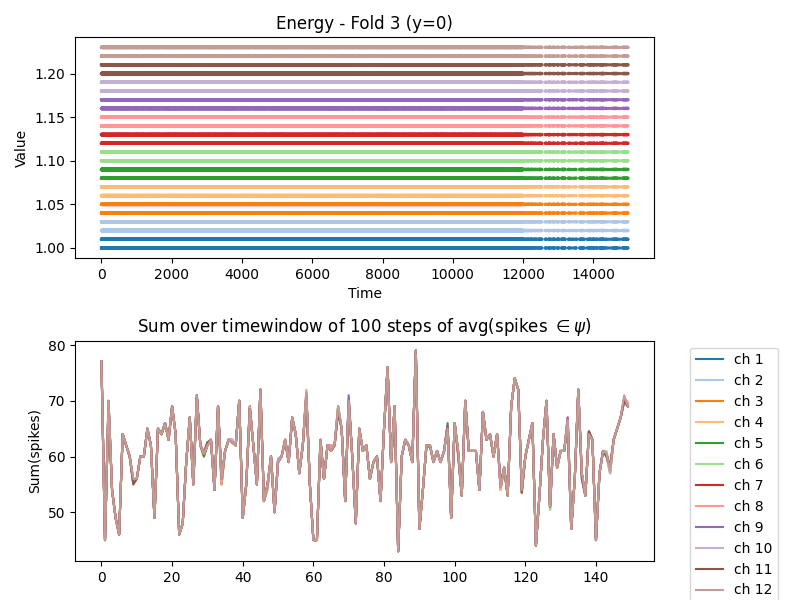 Energy - Fold 3 (y=0)
Value
1.20
1.15
1.10
1.05
1.00
0 2000 4000 6000 8000 10000 12000 14000
Time
Sum over timewindow of 100 steps of avg(spikes ∈ψ)
Sum(spikes)
80
70
60
50
0 20 40 60 80 100 120 140
ch 1
ch 2
ch 3
ch 4
ch 5
ch 6
ch 7
ch 8
ch 9
ch 10
ch 11
ch 12